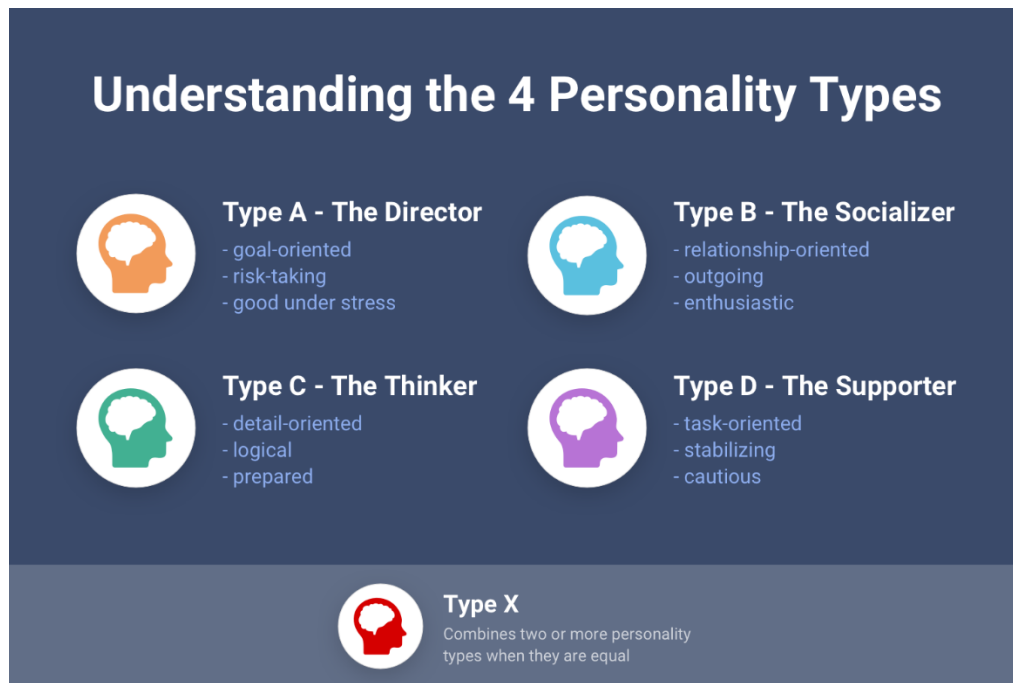 Understanding the 4 Personality Types
Type A - The Director
- goal-oriented
- risk-taking
- good under stress
Type B - The Socializer
- relationship-oriented
- outgoing
- enthusiastic
Type C - The Thinker
- detail-oriented
- logical
- prepared
Type D - The Supporter
- task-oriented
- stabilizing
- cautious
Type X
Combines two or more personality
types when they are equal